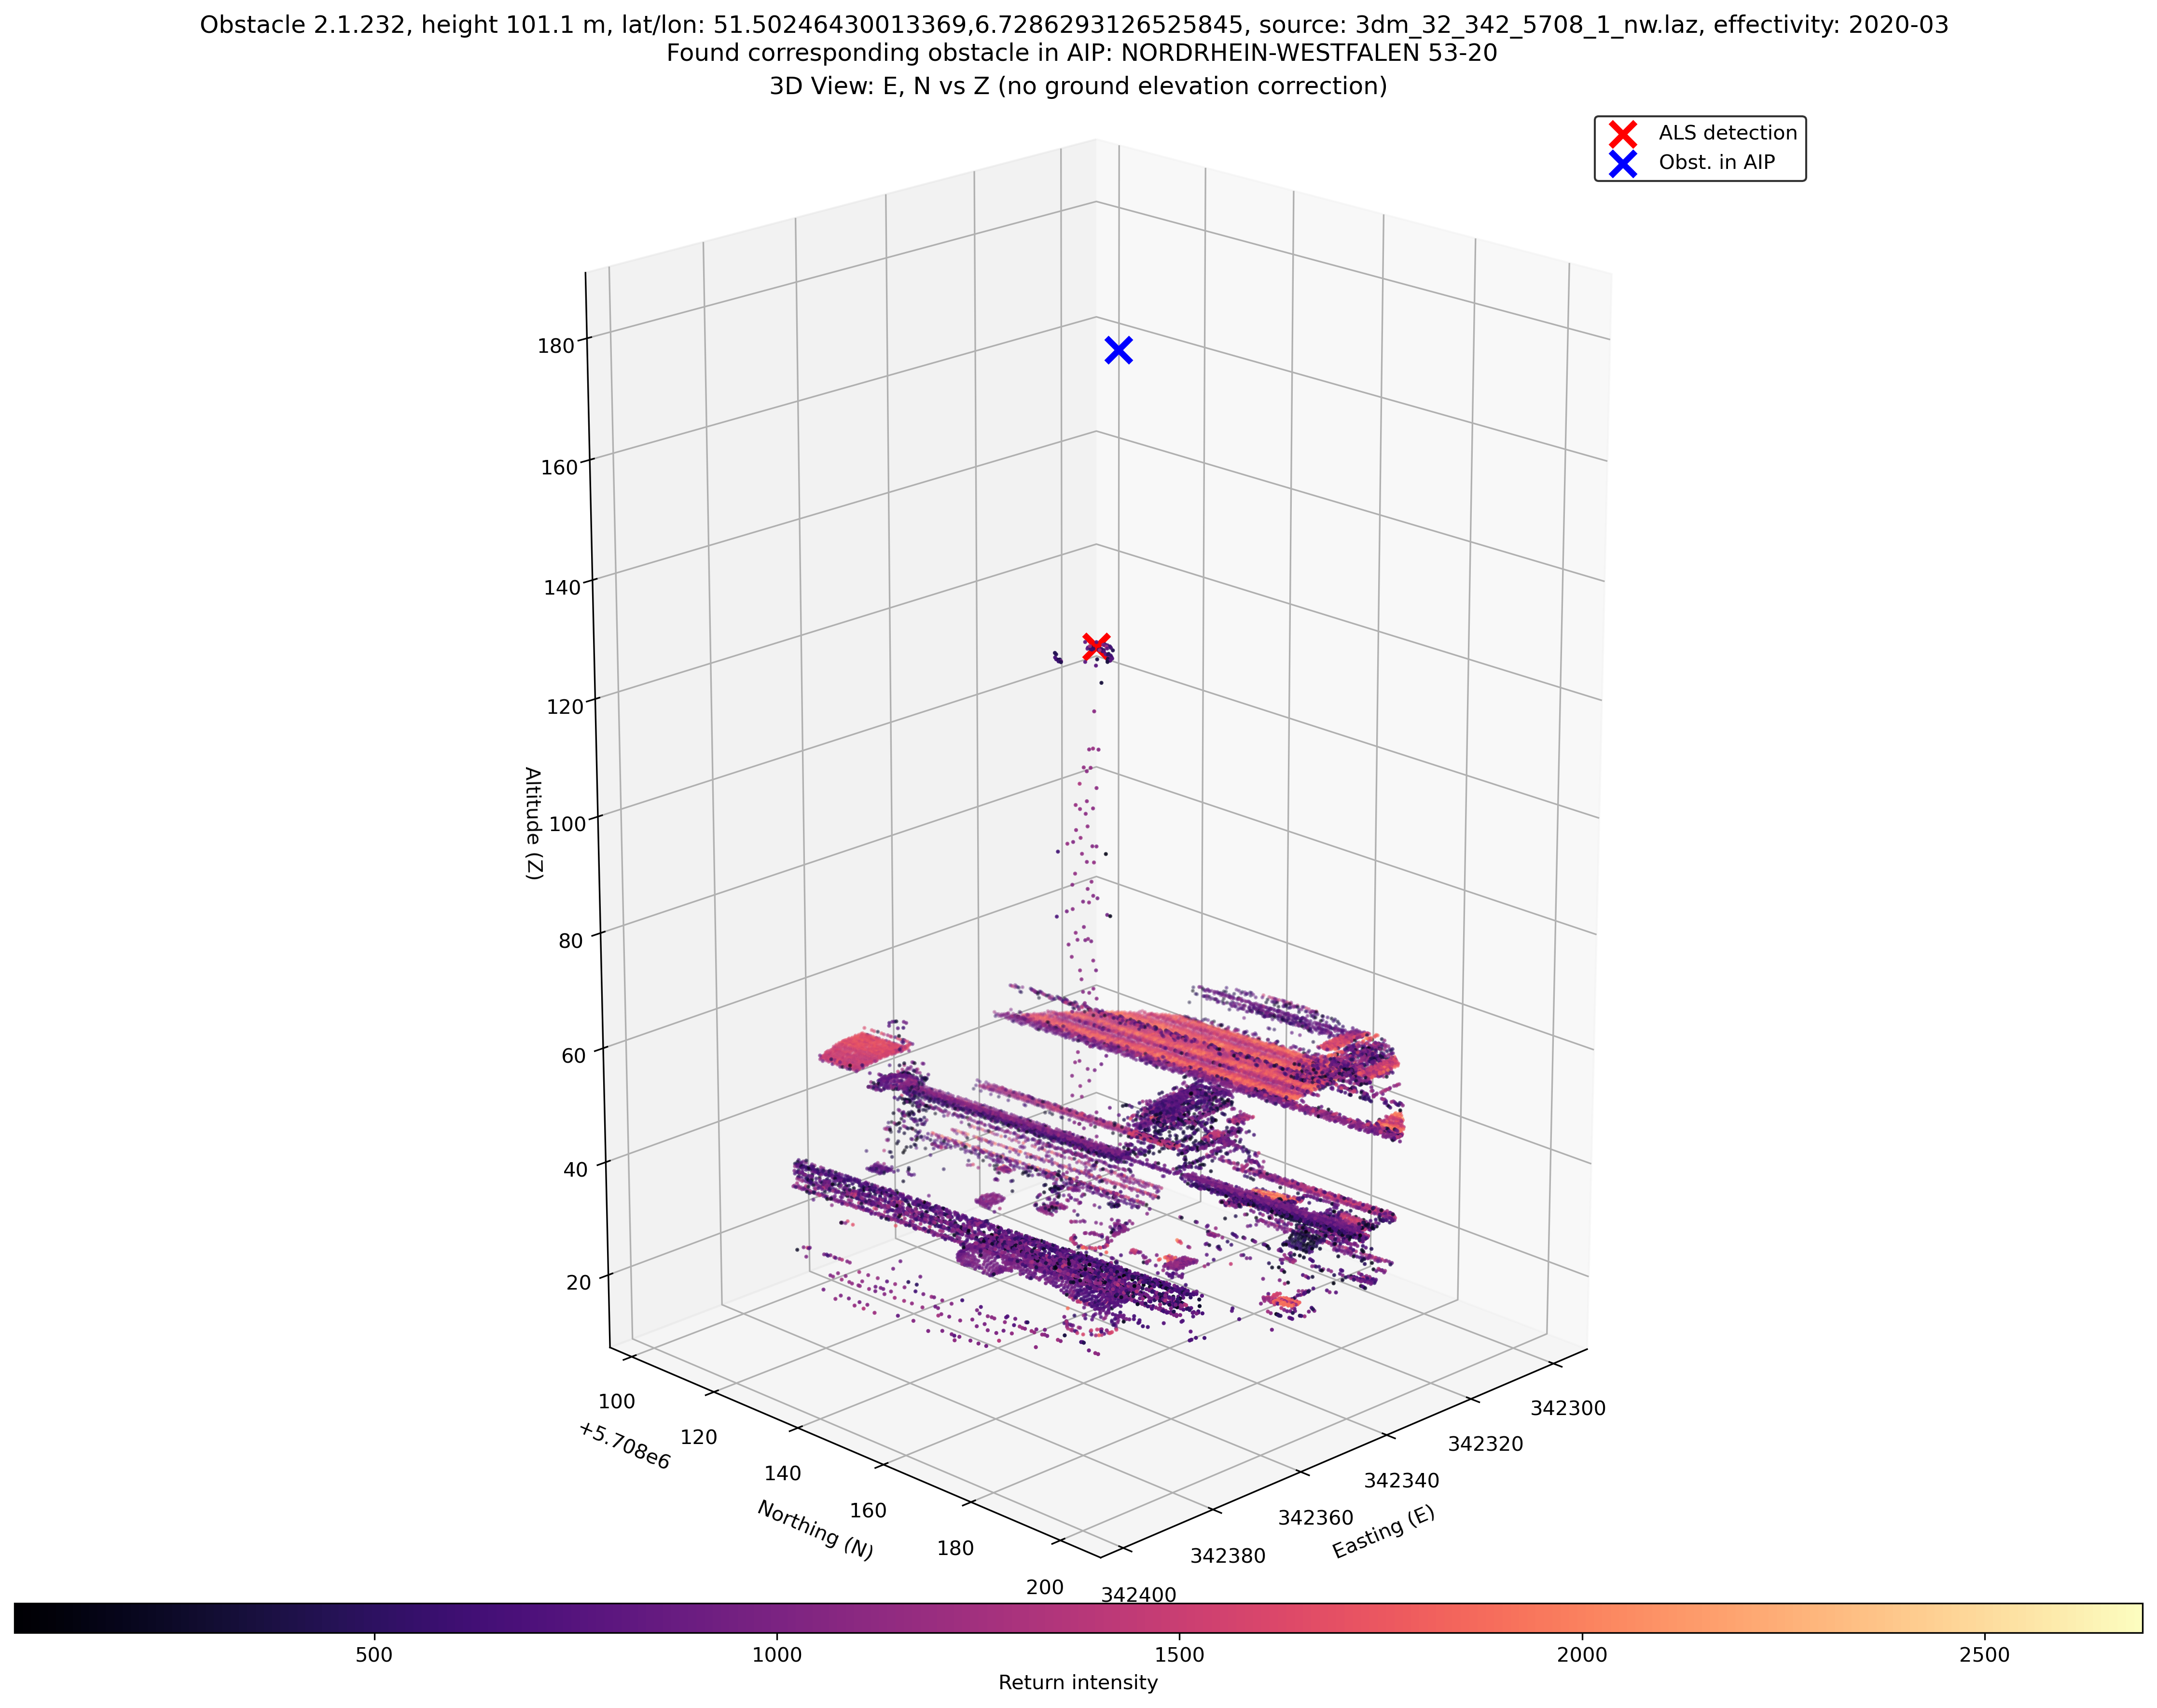 Obstacle 2.1.232, height 101.1 m, lat/lon: 51.50246430013369,6.7286293126525845, source: 3dm_32_342_5708_1_nw.laz, effectivity: 2020-03
Found corresponding obstacle in AIP: NORDRHEIN-WESTFALEN 53-20
3D View: E, N vs Z (no ground elevation correction)
ALS detection
Obst. in AIP
180
160
140
120
100
80
60
40
20
Altitude (Z)
100
120
140
160
180
200
+5.708e6
Northing (N)
342300
342320
342340
342360
342380
342400
Easting (E)
500
1000
1500
2000
2500
Return intensity